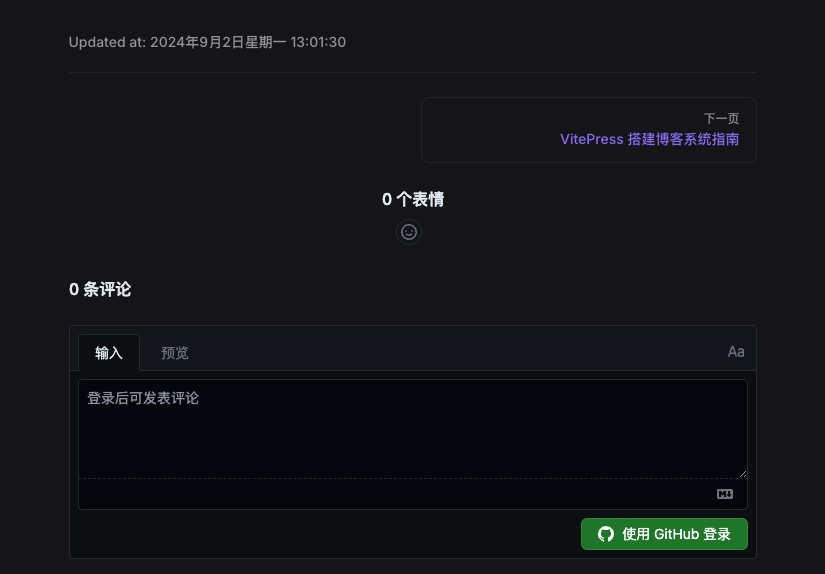 Updated at: 2024年9月2日星期一 13:01:30
下一页
VitePress 搭建博客系统指南
0 个表情
0 条评论
输入 预览 Aa
登录后可发表评论
M
使用 GitHub 登录